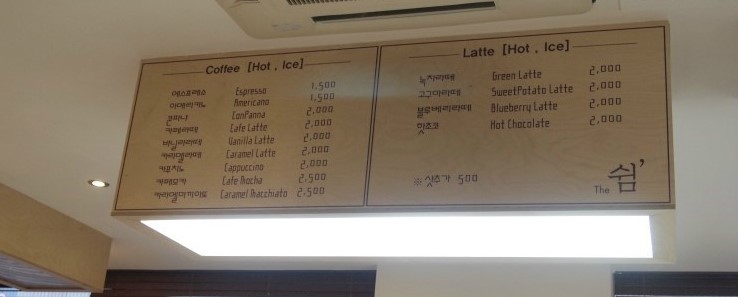 Coffee [Hot , Ice]
에스프레소 Espresso 1,500
아메리카노 Americano 1,500
콘파나 ConPanna 2,000
카페라떼 Cafe Latte 2,000
바닐라라떼 Vanilla Latte 2,000
카라멜라떼 Caramel Latte 2,000
카푸치노 Cappuccino 2,000
카페모카 Cafe Mocha 2,500
카라멜마끼아또 Caramel Macchiato 2,500
Latte [Hot , Ice]
녹차라떼 Green Latte 2,000
고구마라떼 SweetPotato Latte 2,000
블루베리라떼 Blueberry Latte 2,000
핫초코 Hot Chocolate 2,000
※ 샷추가 500
The 쉼'